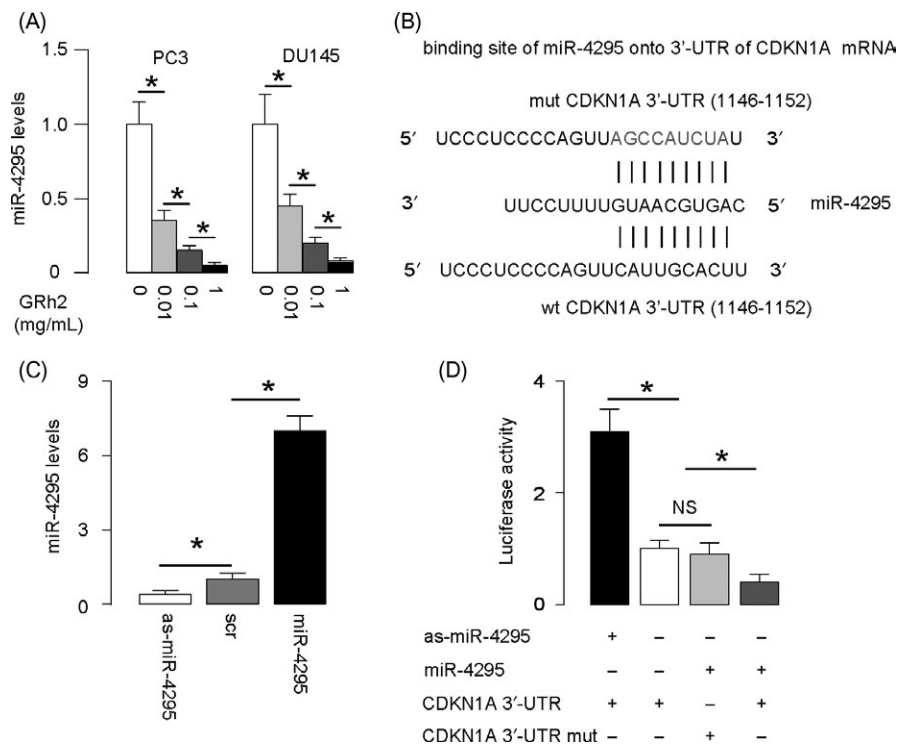 (A)
PC3 DU145
miR-4295 levels
1.5
1.0
0.5
0
* * * * * *
GRh2
(mg/mL)
0 0.01 0.1 1 0 0.01 0.1 1
(B)
binding site of miR-4295 onto 3'-UTR of CDKN1A mRNA
mut CDKN1A 3'-UTR (1146-1152)
5′ UCCCUCCCCAGUUAGCCAUCUAU 3′
3′ UUCCUUUUGUAACGUGAC 5′ miR-4295
5′ UCCCUCCCCAGUUCAUUGCACUU 3′
wt CDKN1A 3'-UTR (1146-1152)
(C)
miR-4295 levels
9
6
3
0
* *
as-miR-4295 scr miR-4295
(D)
Luciferase activity
4
2
0
* NS *
as-miR-4295 + – – –
miR-4295 – – + +
CDKN1A 3′-UTR + + – +
CDKN1A 3′-UTR mut – – + –